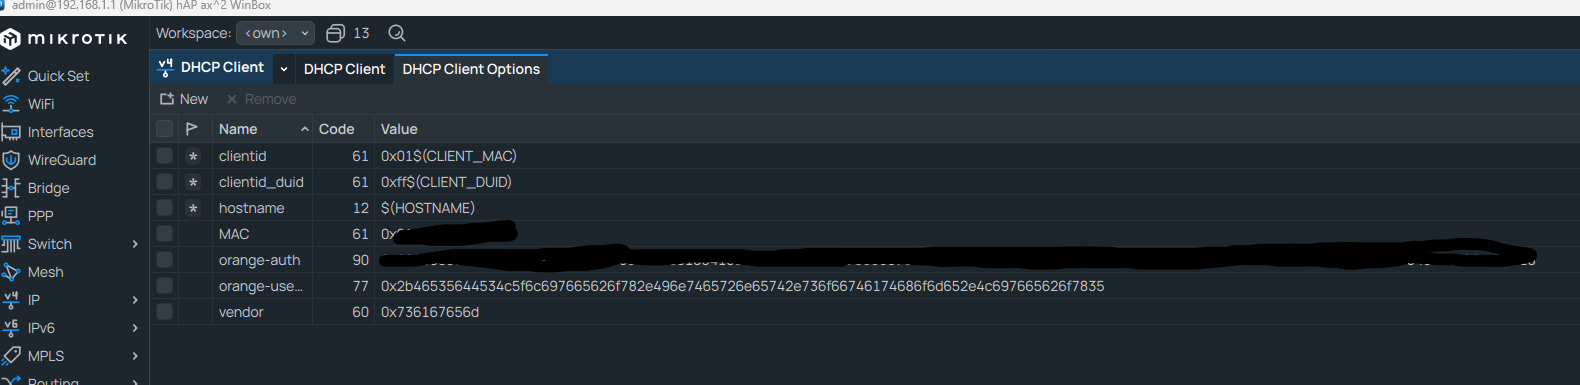 admin@192.168.1.1 (MikroTik) hAP ax^2 WinBox
MIKROTIK
Workspace: <own> 13
DHCP Client DHCP Client DHCP Client Options
New Remove
Name Code Value
clientid 61 0x01$(CLIENT_MAC)
clientid_duid 61 0xff$(CLIENT_DUID)
hostname 12 $(HOSTNAME)
MAC 61
orange-auth 90
orange-use... 77 0x2b46535644534c5f6c697665626f782e496e7465726e65742e736f66746174686f6d652e4c697665626f7835
vendor 60 0x736167656d
Quick Set
WiFi
Interfaces
WireGuard
Bridge
PPP
Switch
Mesh
IP
IPv6
MPLS
Routing